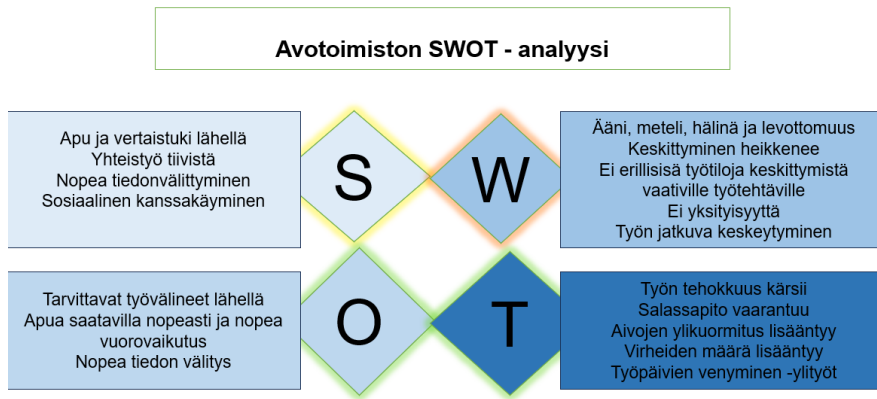 Avotoimiston SWOT - analyysi
Apu ja vertaistuki lähellä
Yhteistyö tiivistä
Nopea tiedonvälittyminen
Sosiaalinen kanssakäyminen
S
W
Ääni, meteli, hälinä ja levottomuus
Keskittyminen heikkenee
Ei erillisisä työtiloja keskittymistä
vaativille työtehtäville
Ei yksityisyyttä
Työn jatkuva keskeytyminen
Tarvittavat työvälineet lähellä
Apua saatavilla nopeasti ja nopea
vuorovaikutus
Nopea tiedon välitys
O
T
Työn tehokkuus kärsii
Salassapito vaarantuu
Aivojen ylikuormitus lisääntyy
Virheiden määrä lisääntyy
Työpäivien venyminen -ylityöt